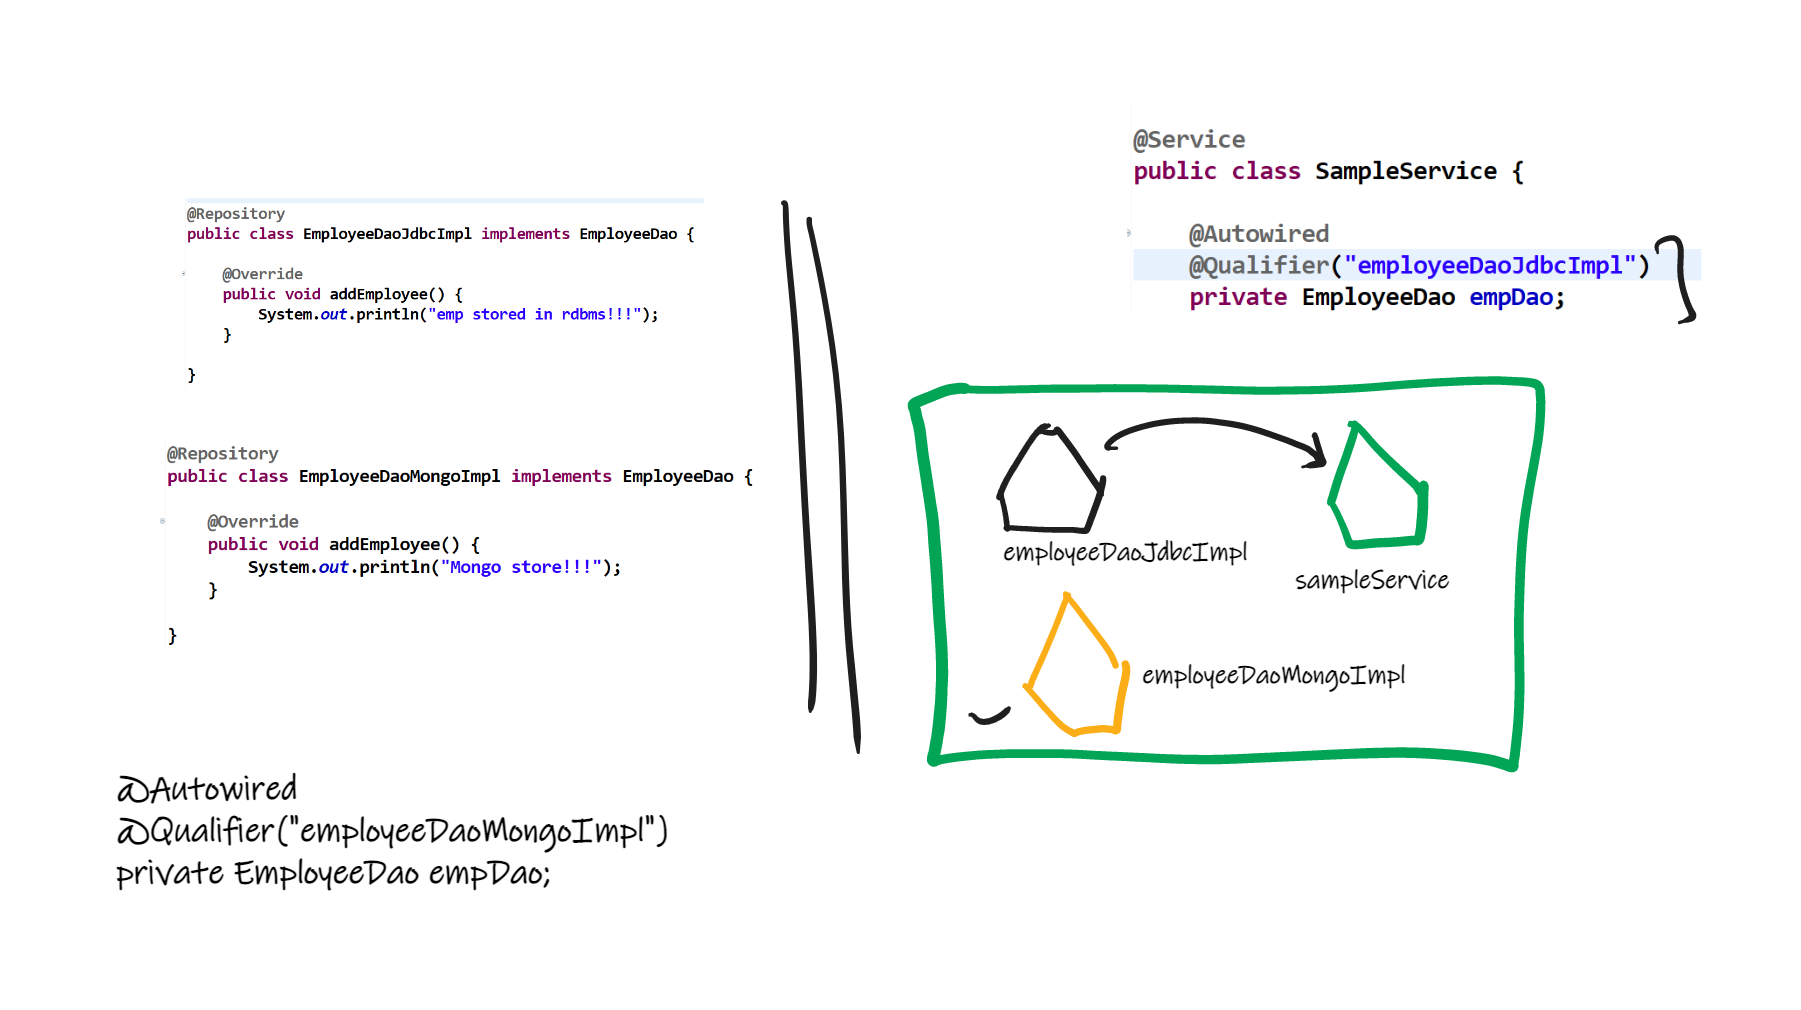 @Repository
public class EmployeeDaoJdbcImpl implements EmployeeDao {
@Override
public void addEmployee() {
System.out.println("emp stored in rdbms!!!");
}
}
@Repository
public class EmployeeDaoMongoImpl implements EmployeeDao {
@Override
public void addEmployee() {
System.out.println("Mongo store!!!");
}
}
@Autowired
@Qualifier("employeeDaoMongoImpl")
private EmployeeDao empDao;
@Service
public class SampleService {
@Autowired
@Qualifier("employeeDaoJdbcImpl")
private EmployeeDao empDao;
employeeDaoJdbcImpl
sampleService
employeeDaoMongoImpl